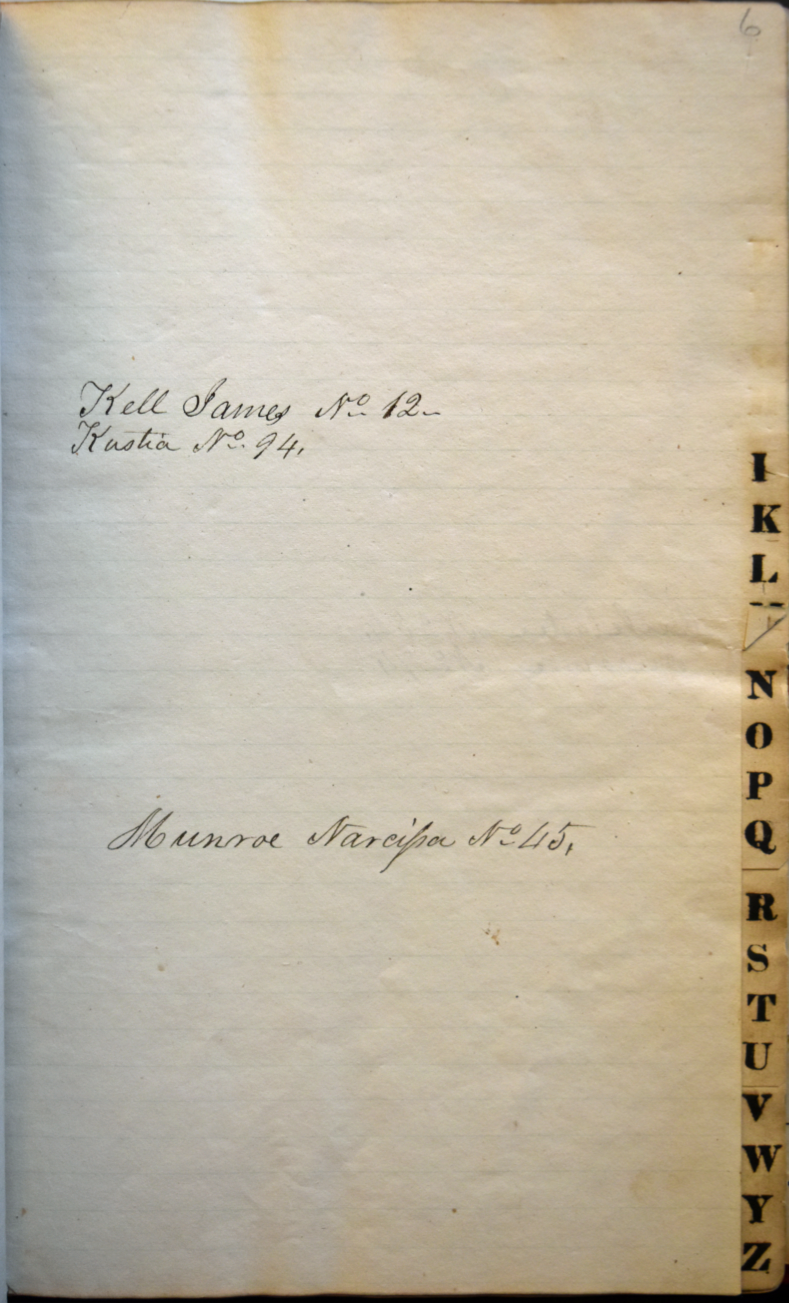 6
Kell James No. 12
Kustia No. 94.
Munroe Narcissa No. 45.
I
K
L
N
O
P
Q
R
S
T
U
V
W
Y
Z